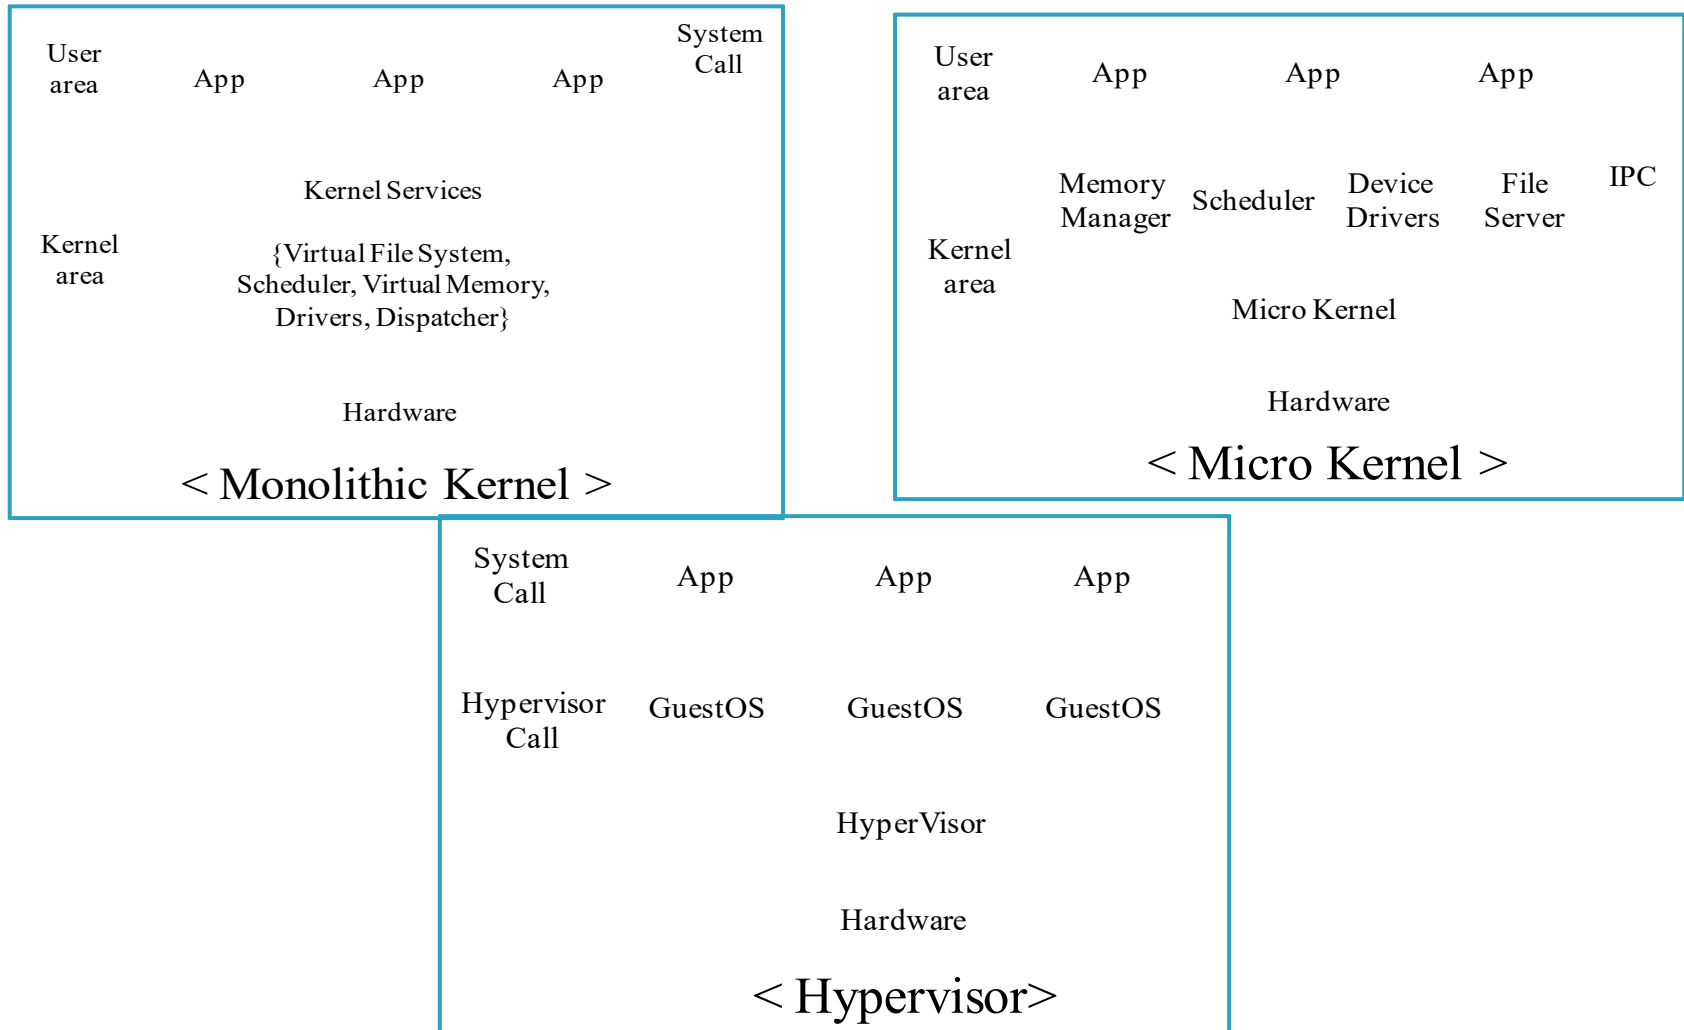 User
area
App
App
App
System
Call
Kernel Services
Kernel
area
{Virtual File System,
Scheduler, Virtual Memory,
Drivers, Dispatcher}
Hardware
< Monolithic Kernel >
User
area
App
App
App
Memory
Manager
Scheduler
Device
Drivers
File
Server
IPC
Kernel
area
Micro Kernel
Hardware
< Micro Kernel >
System
Call
App
App
App
Hypervisor
Call
GuestOS
GuestOS
GuestOS
HyperVisor
Hardware
< Hypervisor>